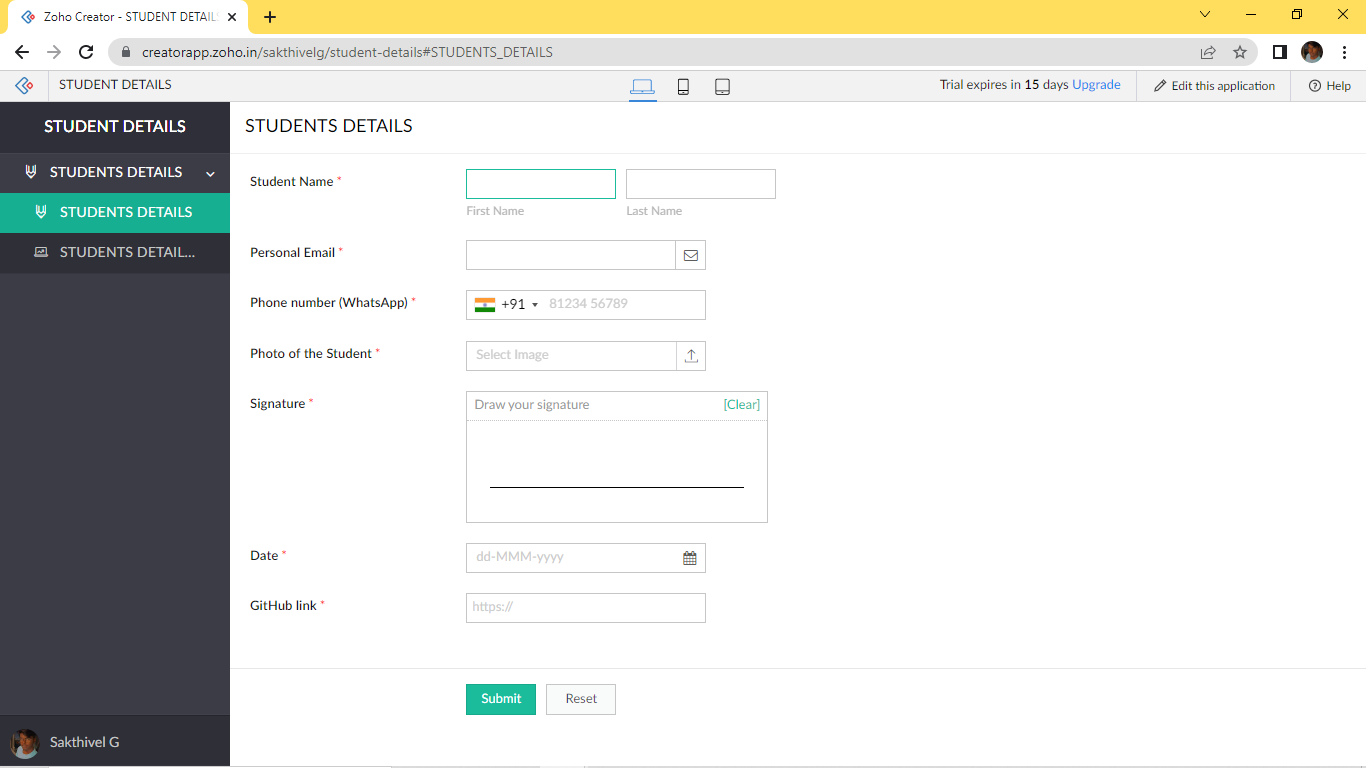 Zoho Creator - STUDENT DETAIL
creatorapp.zoho.in/sakthivelg/student-details#STUDENTS_DETAILS
STUDENT DETAILS
Trial expires in 15 days Upgrade
Edit this application
Help
STUDENT DETAILS
STUDENTS DETAILS
STUDENTS DETAILS
STUDENTS DETAIL...
Sakthivel G
STUDENTS DETAILS
Student Name *
First Name
Last Name
Personal Email *
Phone number (WhatsApp) *
+91
81234 56789
Photo of the Student *
Select Image
Signature *
Draw your signature
[Clear]
Date *
dd-MMM-yyyy
GitHub link *
https://
Submit
Reset